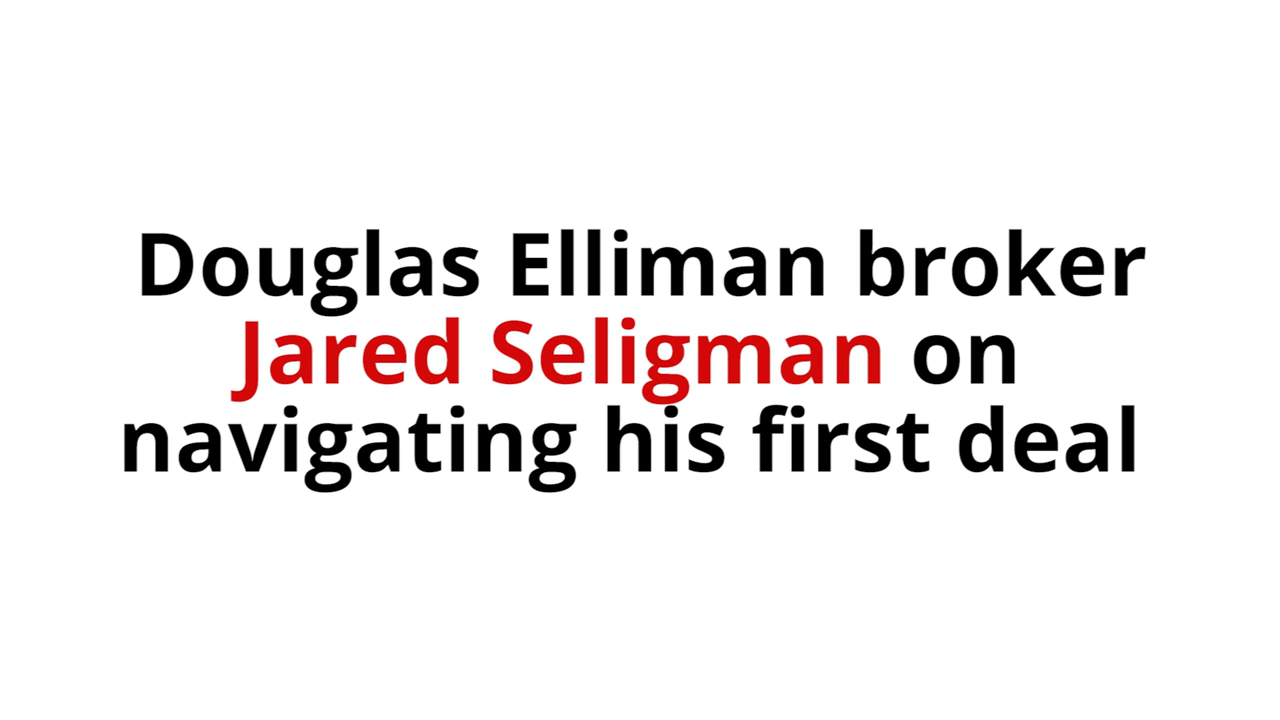 Douglas Elliman broker
Jared Seligman on
navigating his first deal